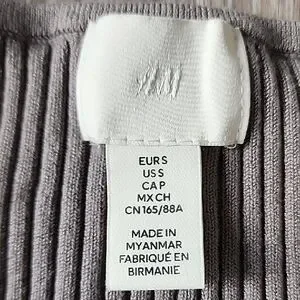 H&M
EUR S
US S
CA P
MX CH
CN 165/88A
MADE IN
MYANMAR
FABRIQUÉ EN
BIRMANIE